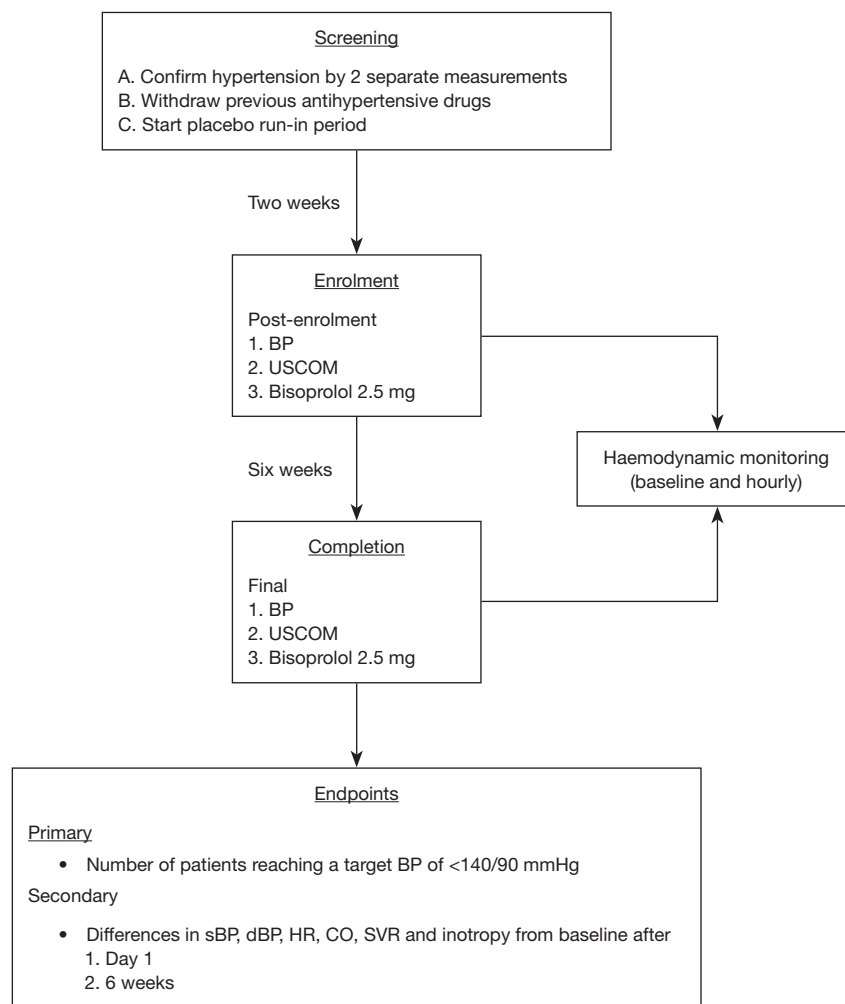 Screening
A. Confirm hypertension by 2 separate measurements
B. Withdraw previous antihypertensive drugs
C. Start placebo run-in period
Two weeks
Enrolment
Post-enrolment
1. BP
2. USCOM
3. Bisoprolol 2.5 mg
Haemodynamic monitoring
(baseline and hourly)
Six weeks
Completion
Final
1. BP
2. USCOM
3. Bisoprolol 2.5 mg
Endpoints
Primary
• Number of patients reaching a target BP of <140/90 mmHg
Secondary
• Differences in sBP, dBP, HR, CO, SVR and inotropy from baseline after
1. Day 1
2. 6 weeks